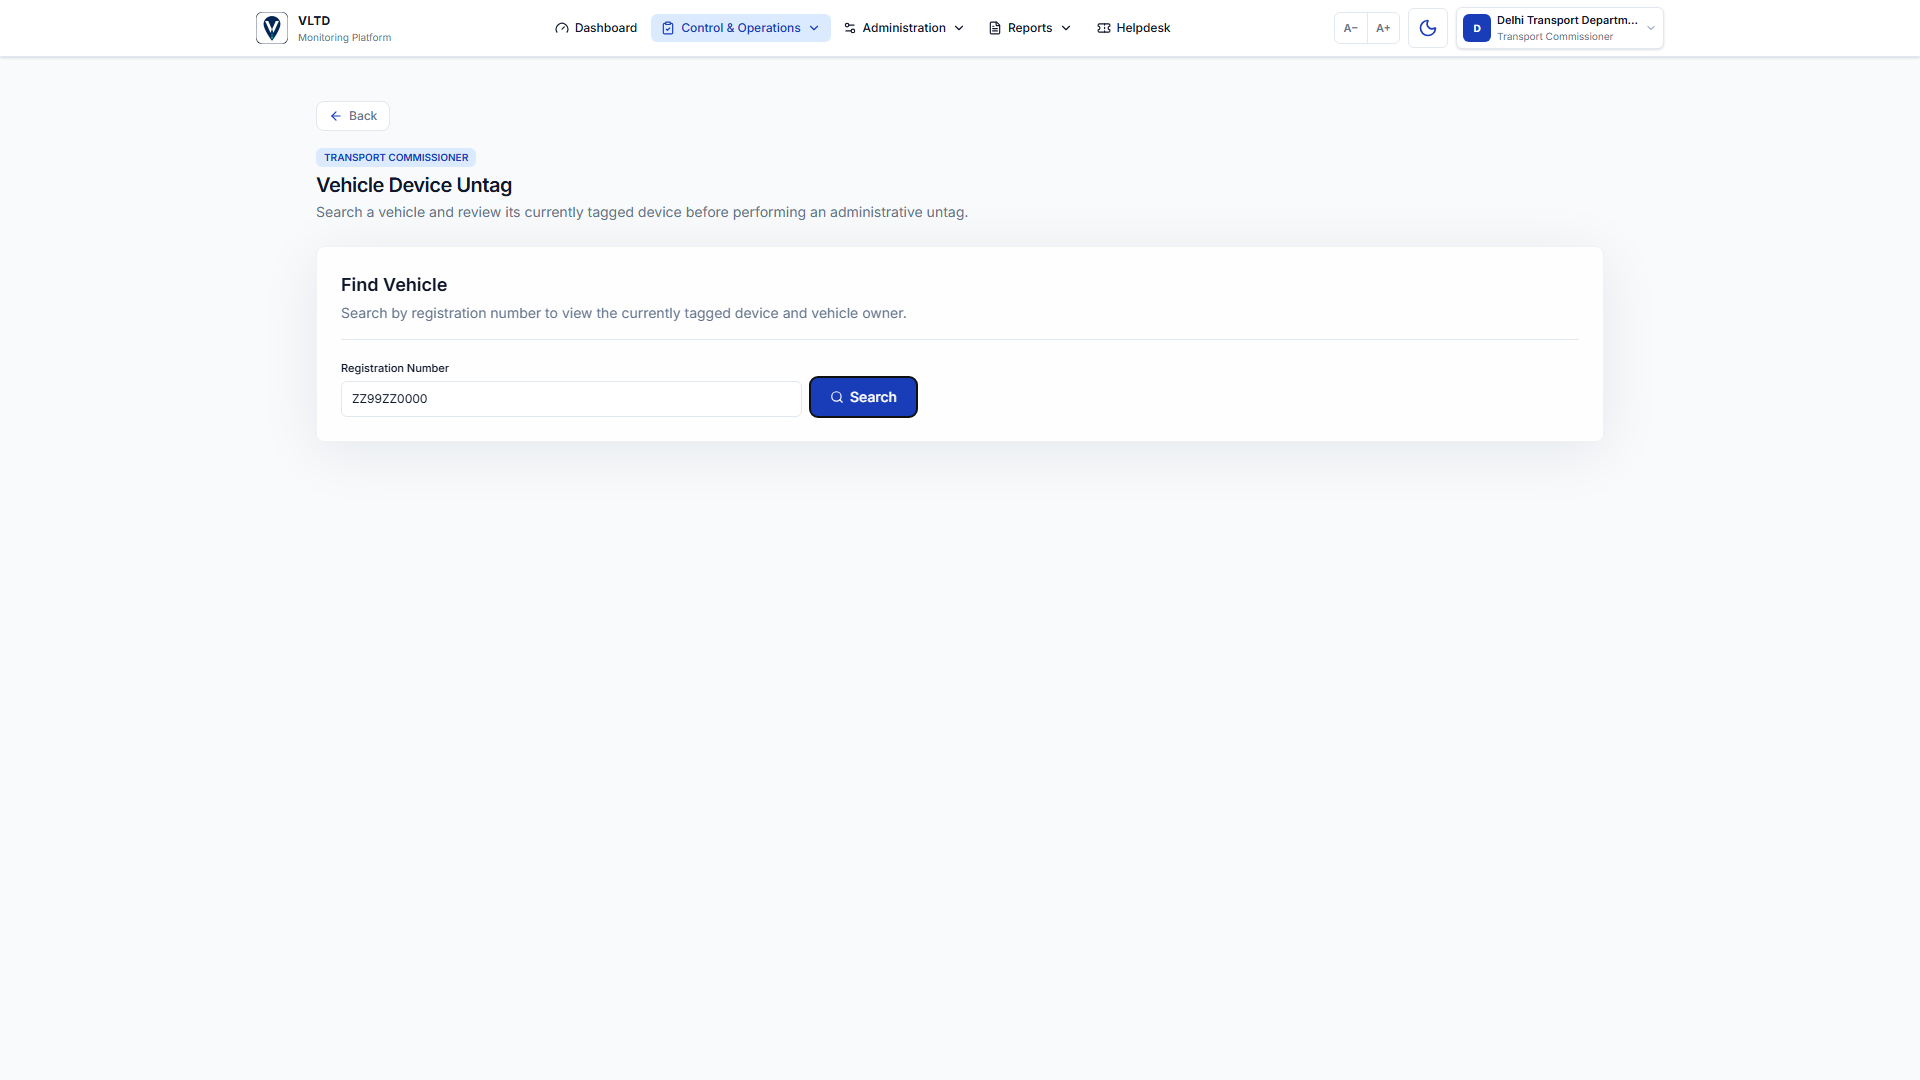 VLTD
Monitoring Platform
Dashboard
Control & Operations
Administration
Reports
Helpdesk
A−
A+
D
Delhi Transport Departm...
Transport Commissioner
Back
TRANSPORT COMMISSIONER
Vehicle Device Untag
Search a vehicle and review its currently tagged device before performing an administrative untag.
Find Vehicle
Search by registration number to view the currently tagged device and vehicle owner.
Registration Number
ZZ99ZZ0000
Search